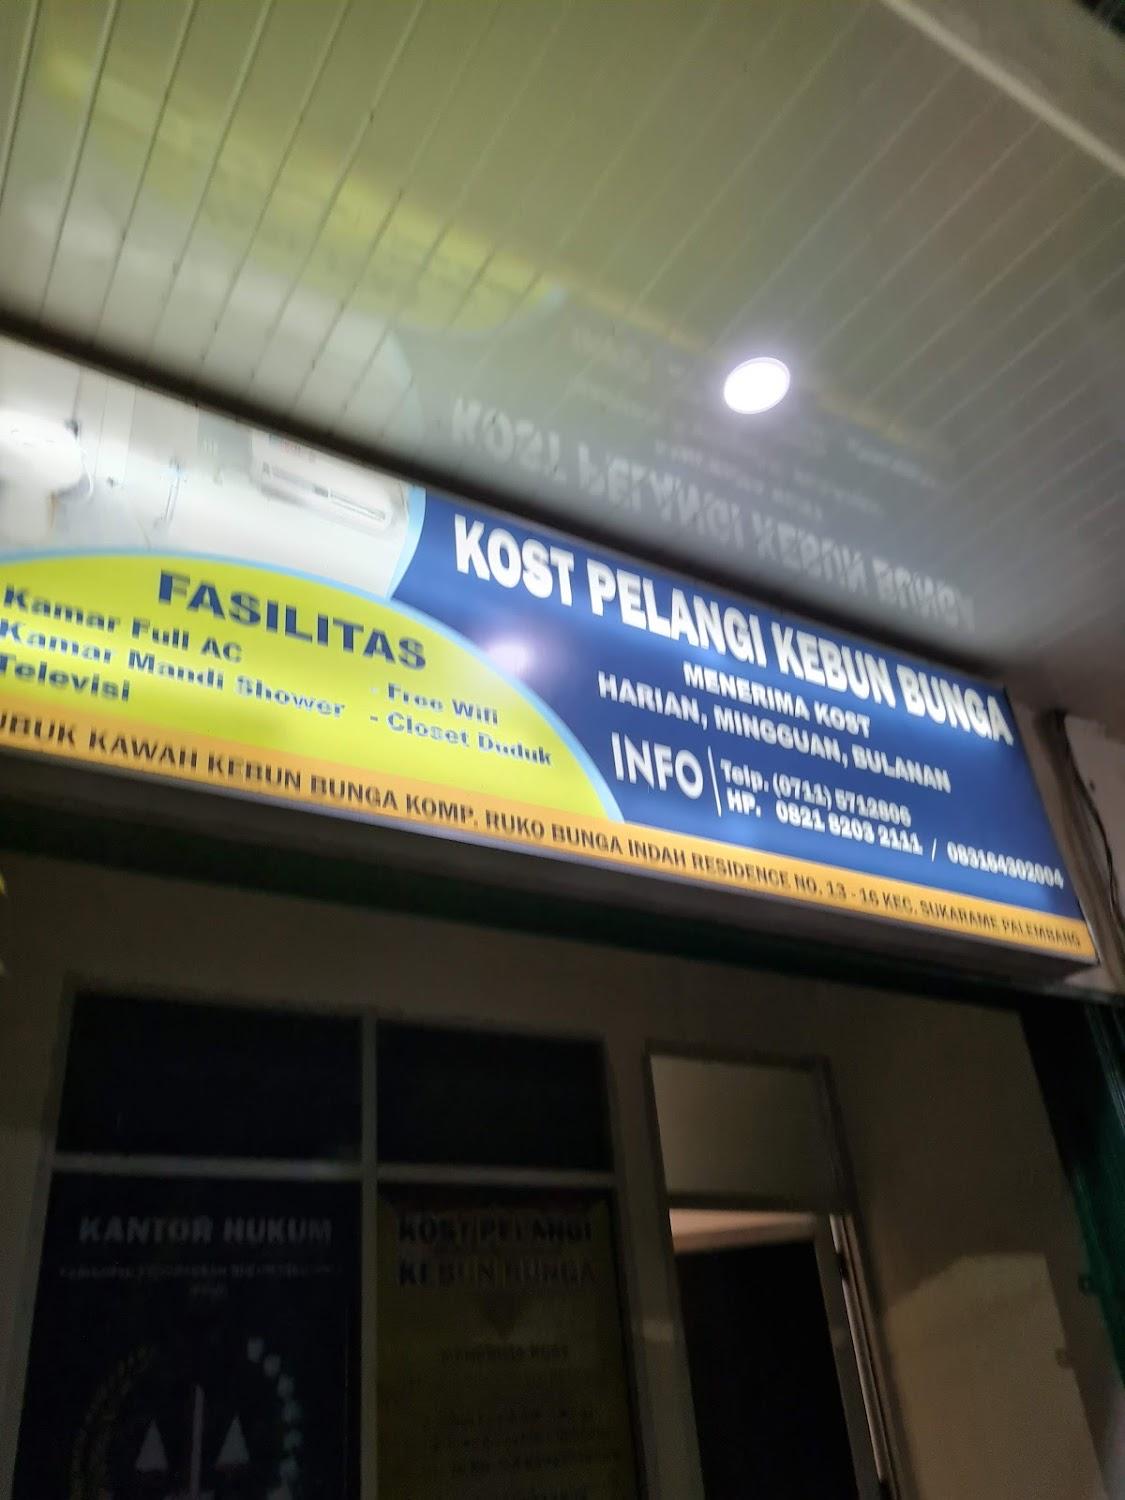 KOST PELANGI KEBUN BUNGA
MENERIMA KOST
HARIAN, MINGGUAN, BULANAN
INFO
Telp. (0711) 5712606
HP. 0821 8203 2111 / 083164302004
FASILITAS
Kamar Full AC
Kamar Mandi Shower
Televisi
- Free Wifi
- Closet Duduk
KAWAH KEBUN BUNGA KOMP. RUKO BUNGA INDAH RESIDENCE NO. 13 - 16 KEC. SUKARAME PALEMBANG
KANTOR HUKUM
KOST PELANGI
KEBUN BUNGA
MENERIMA KOST